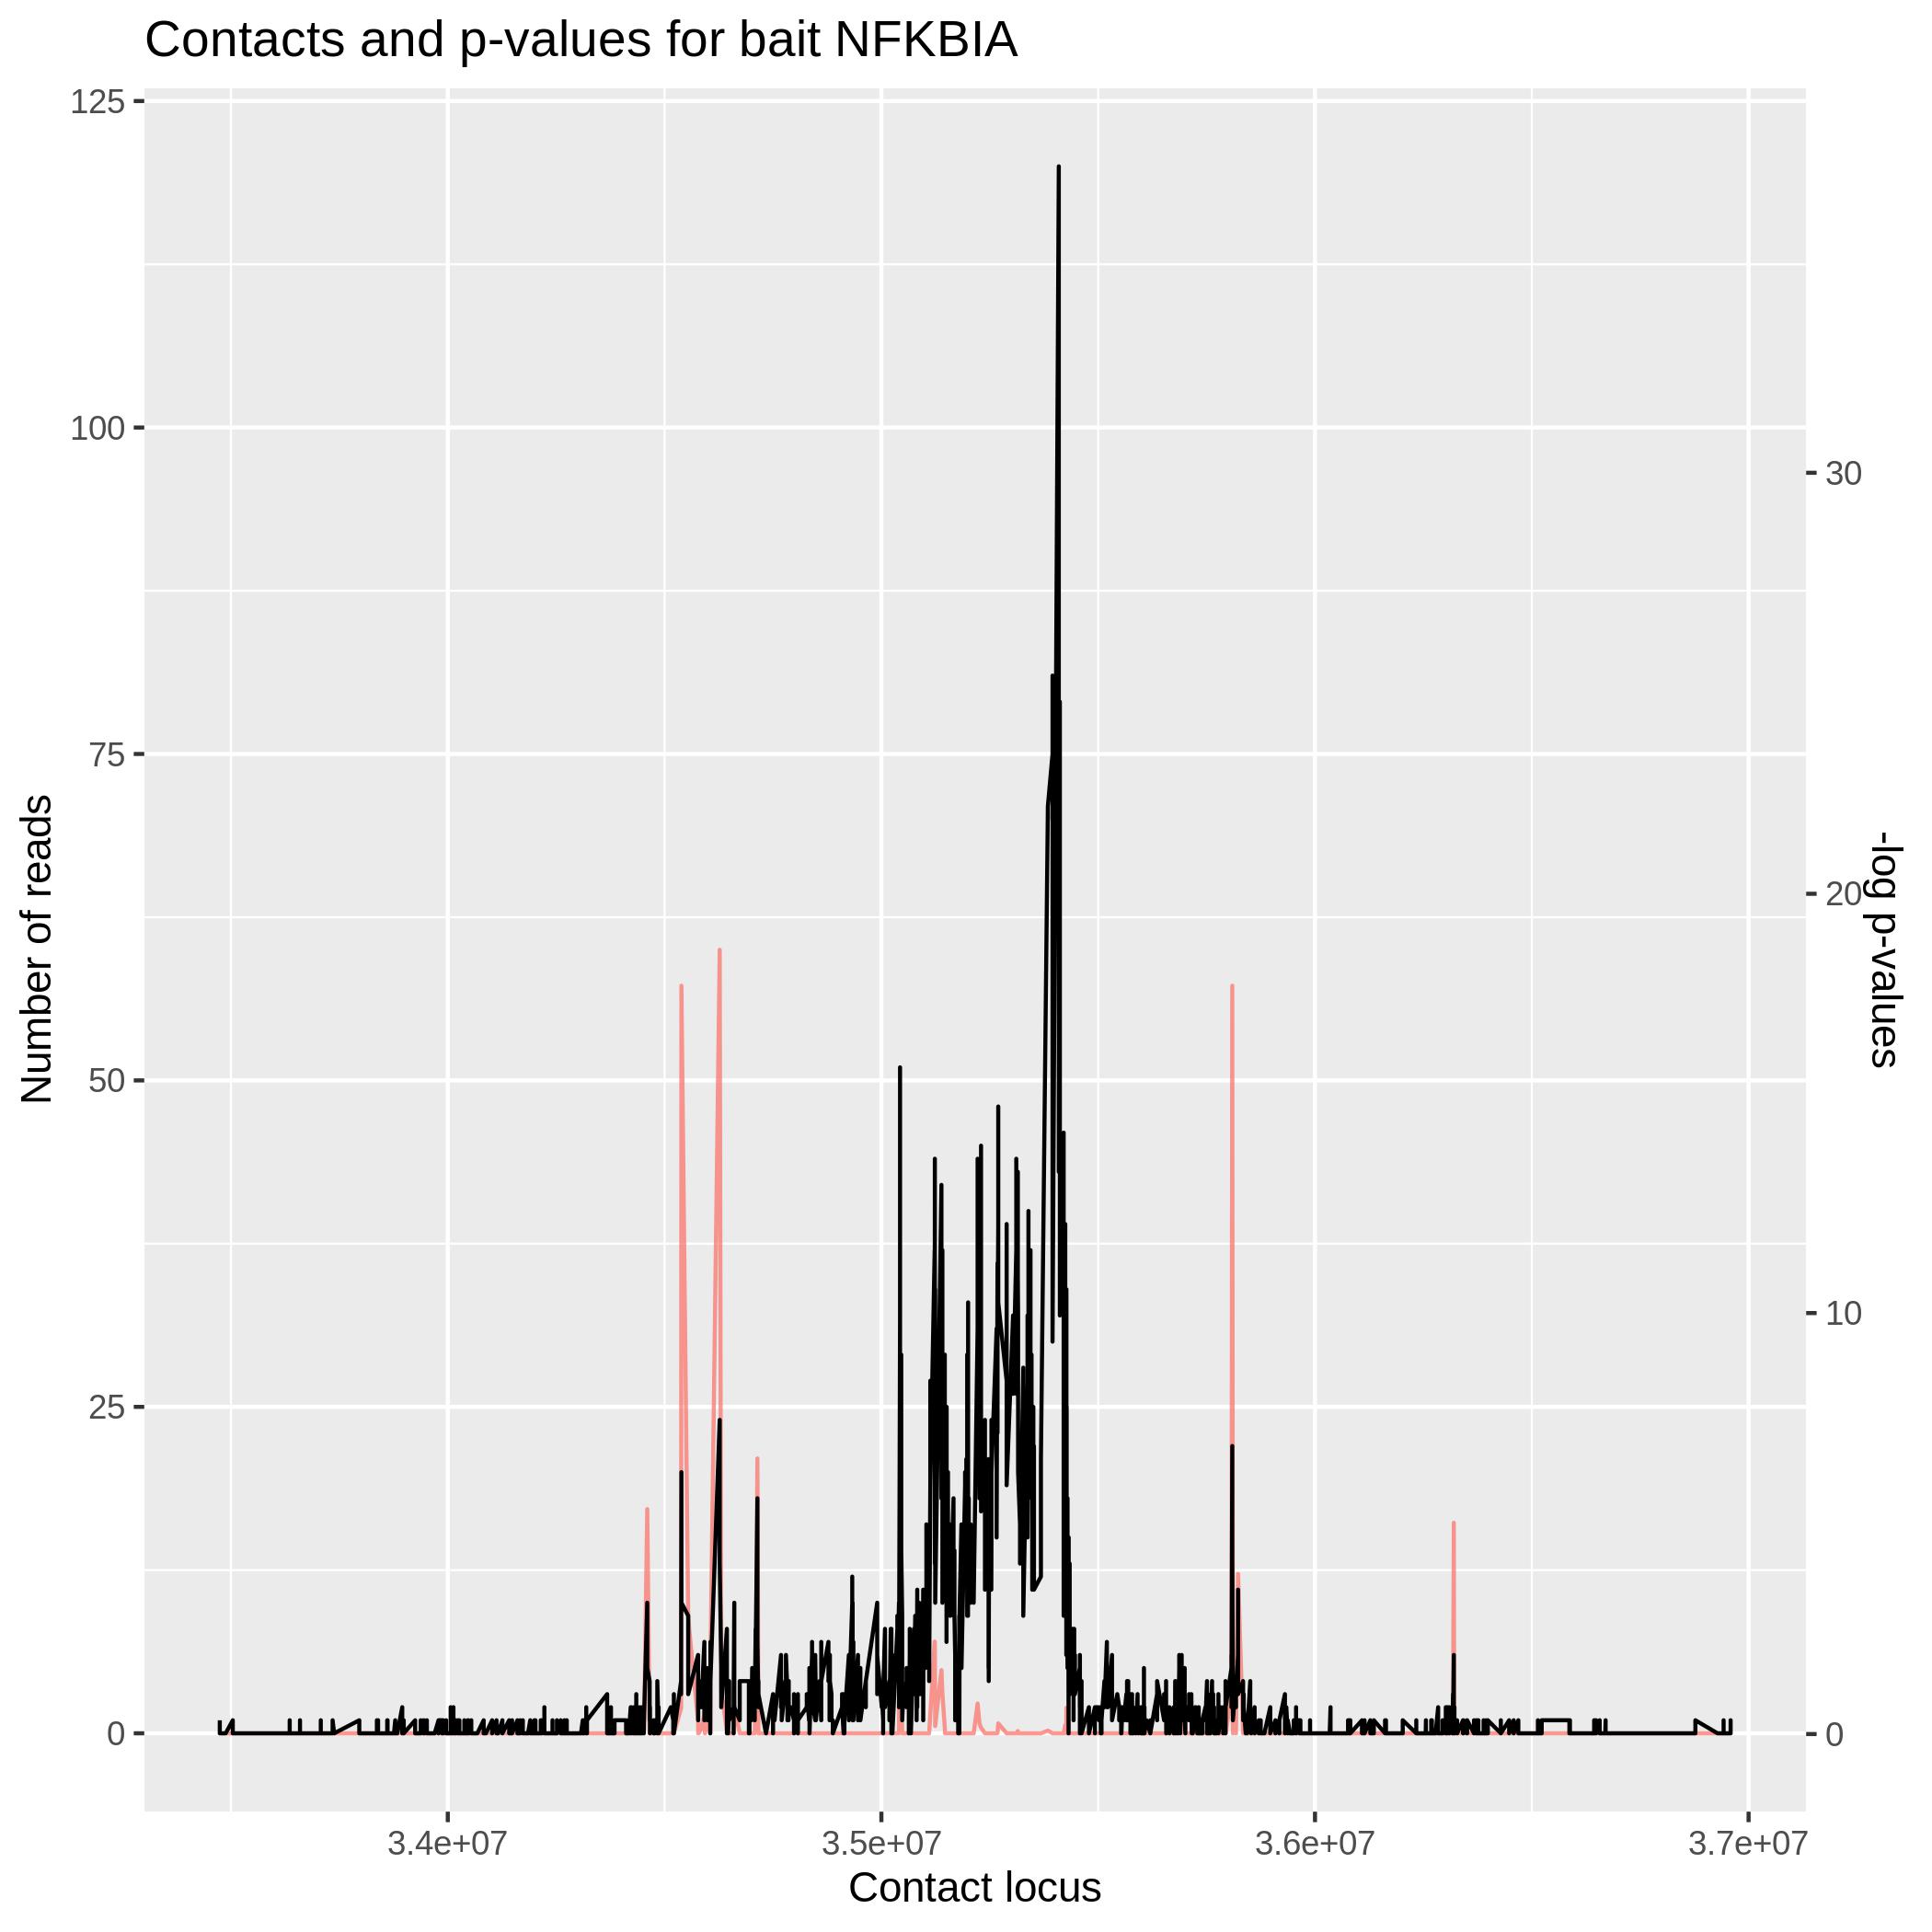 Contacts and p-values for bait NFKBIA
125
100
75
50
25
0
Number of reads
30
20
10
0
-log p-values
3.4e+07
3.5e+07
3.6e+07
3.7e+07
Contact locus